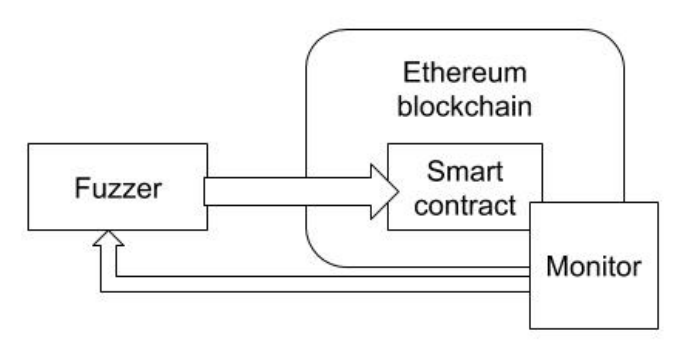 Ethereum
blockchain
Fuzzer
Smart
contract
Monitor